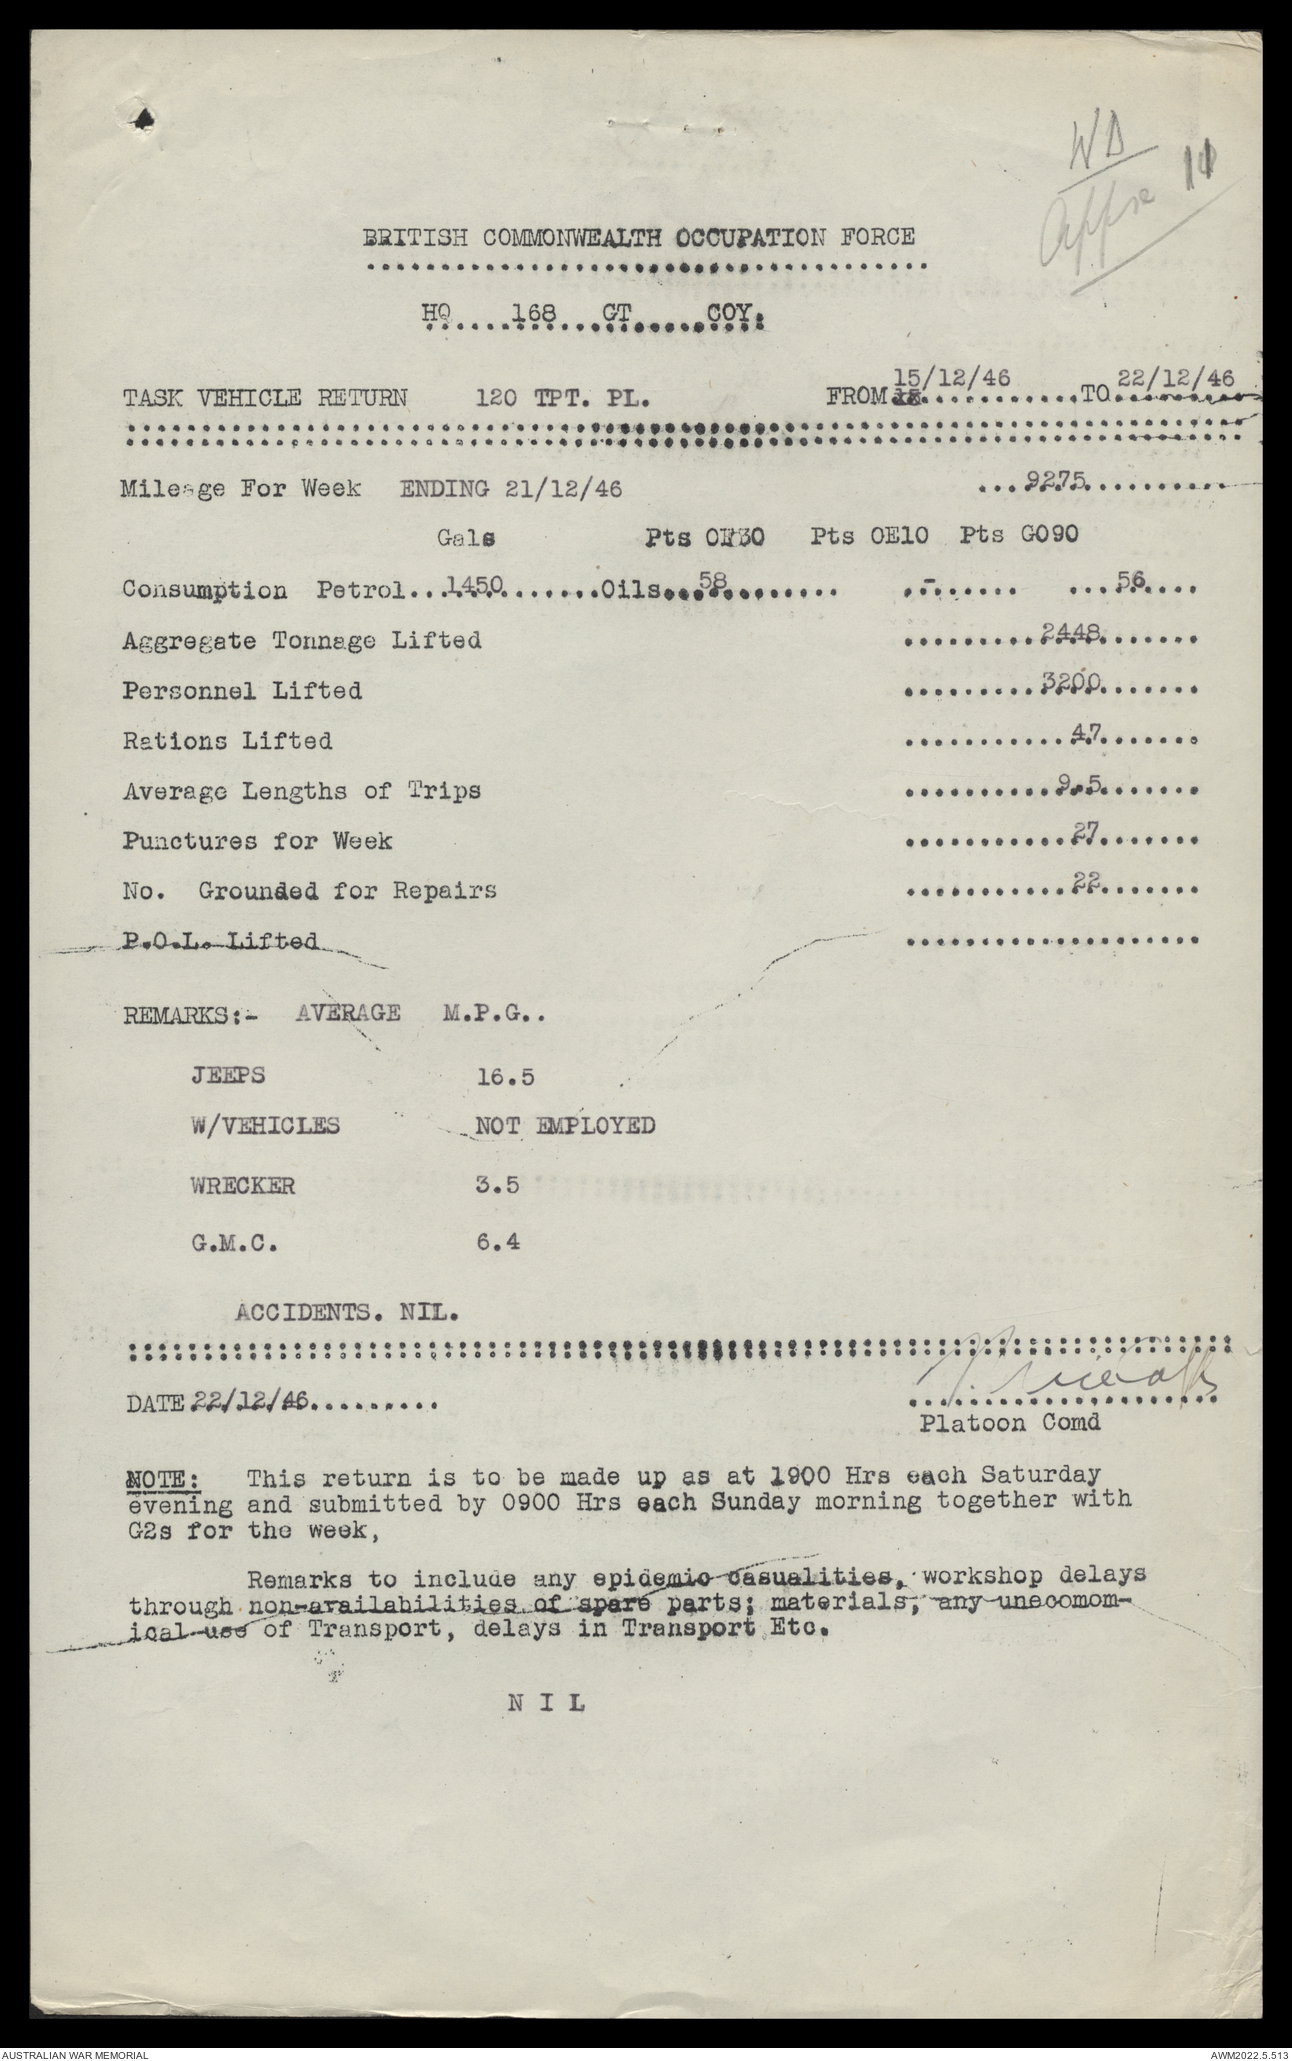 WD 11
Appx
BRITISH COMMONWEALTH OCCUPATION FORCE
HQ.....168...GT......COY.
TASK VEHICLE RETURN 120 TPT. PL. FROM 15/12/46 TO 22/12/46
Mileage For Week ENDING 21/12/46 ...9275..........
Gals Pts OE30 Pts OE10 Pts GO90
Consumption Petrol...1450.......Oils...58........ ..-...... ...56.....
Aggregate Tonnage Lifted .........2448.......
Personnel Lifted .........3200.......
Rations Lifted ...........47.......
Average Lengths of Trips ..........9.5.......
Punctures for Week ...........27.......
No. Grounded for Repairs ...........22.......
P.O.L. Lifted ....................
REMARKS:- AVERAGE M.P.G..
JEEPS 16.5
W/VEHICLES NOT EMPLOYED
WRECKER 3.5
G.M.C. 6.4
ACCIDENTS. NIL.
DATE 22/12/46.........
Platoon Comd
NOTE: This return is to be made up as at 1900 Hrs each Saturday
evening and submitted by 0900 Hrs each Sunday morning together with
G2s for the week,
Remarks to include any epidemic casualities, workshop delays
through non-availabilities of spare parts; materials, any unecomom-
ical use of Transport, delays in Transport Etc.
N I L
AUSTRALIAN WAR MEMORIAL AWM2022.5.513